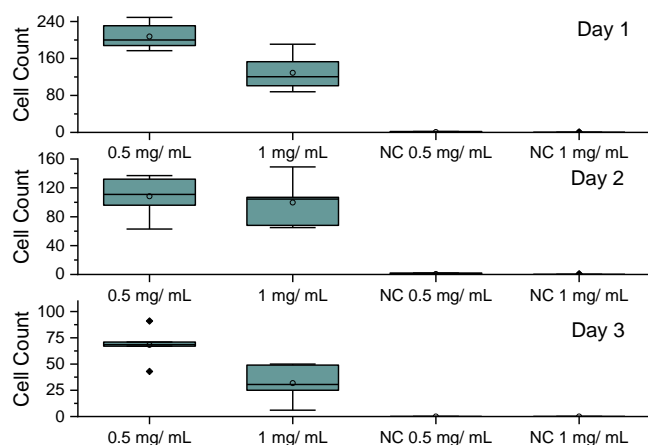 Day 1
Cell Count
240
160
80
0
0.5 mg/ mL 1 mg/ mL NC 0.5 mg/ mL NC 1 mg/ mL
Day 2
Cell Count
160
120
80
40
0
0.5 mg/ mL 1 mg/ mL NC 0.5 mg/ mL NC 1 mg/ mL
Day 3
Cell Count
100
75
50
25
0
0.5 mg/ mL 1 mg/ mL NC 0.5 mg/ mL NC 1 mg/ mL